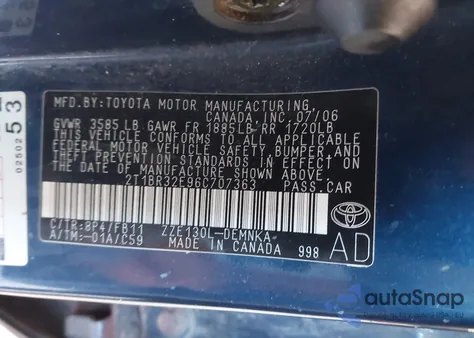 MFD.BY:TOYOTA MOTOR MANUFACTURING,
CANADA,INC.07/06
GVWR 3585 LB GAWR FR 1885LB RR 1720LB
THIS VEHICLE CONFORMS TO ALL APPLICABLE
FEDERAL MOTOR VEHICLE SAFETY, BUMPER, AND
THEFT PREVENTION STANDARDS IN EFFECT ON
THE DATE OF MANUFACTURE SHOWN ABOVE.
2T1BR32E96C707363 PASS.CAR
C/TR:8P4/FB11 ZZE130L-DEMNKA
A/TM:-01A/C59 MADE IN CANADA 998
TOYOTA
AD
0250253
autoSnap